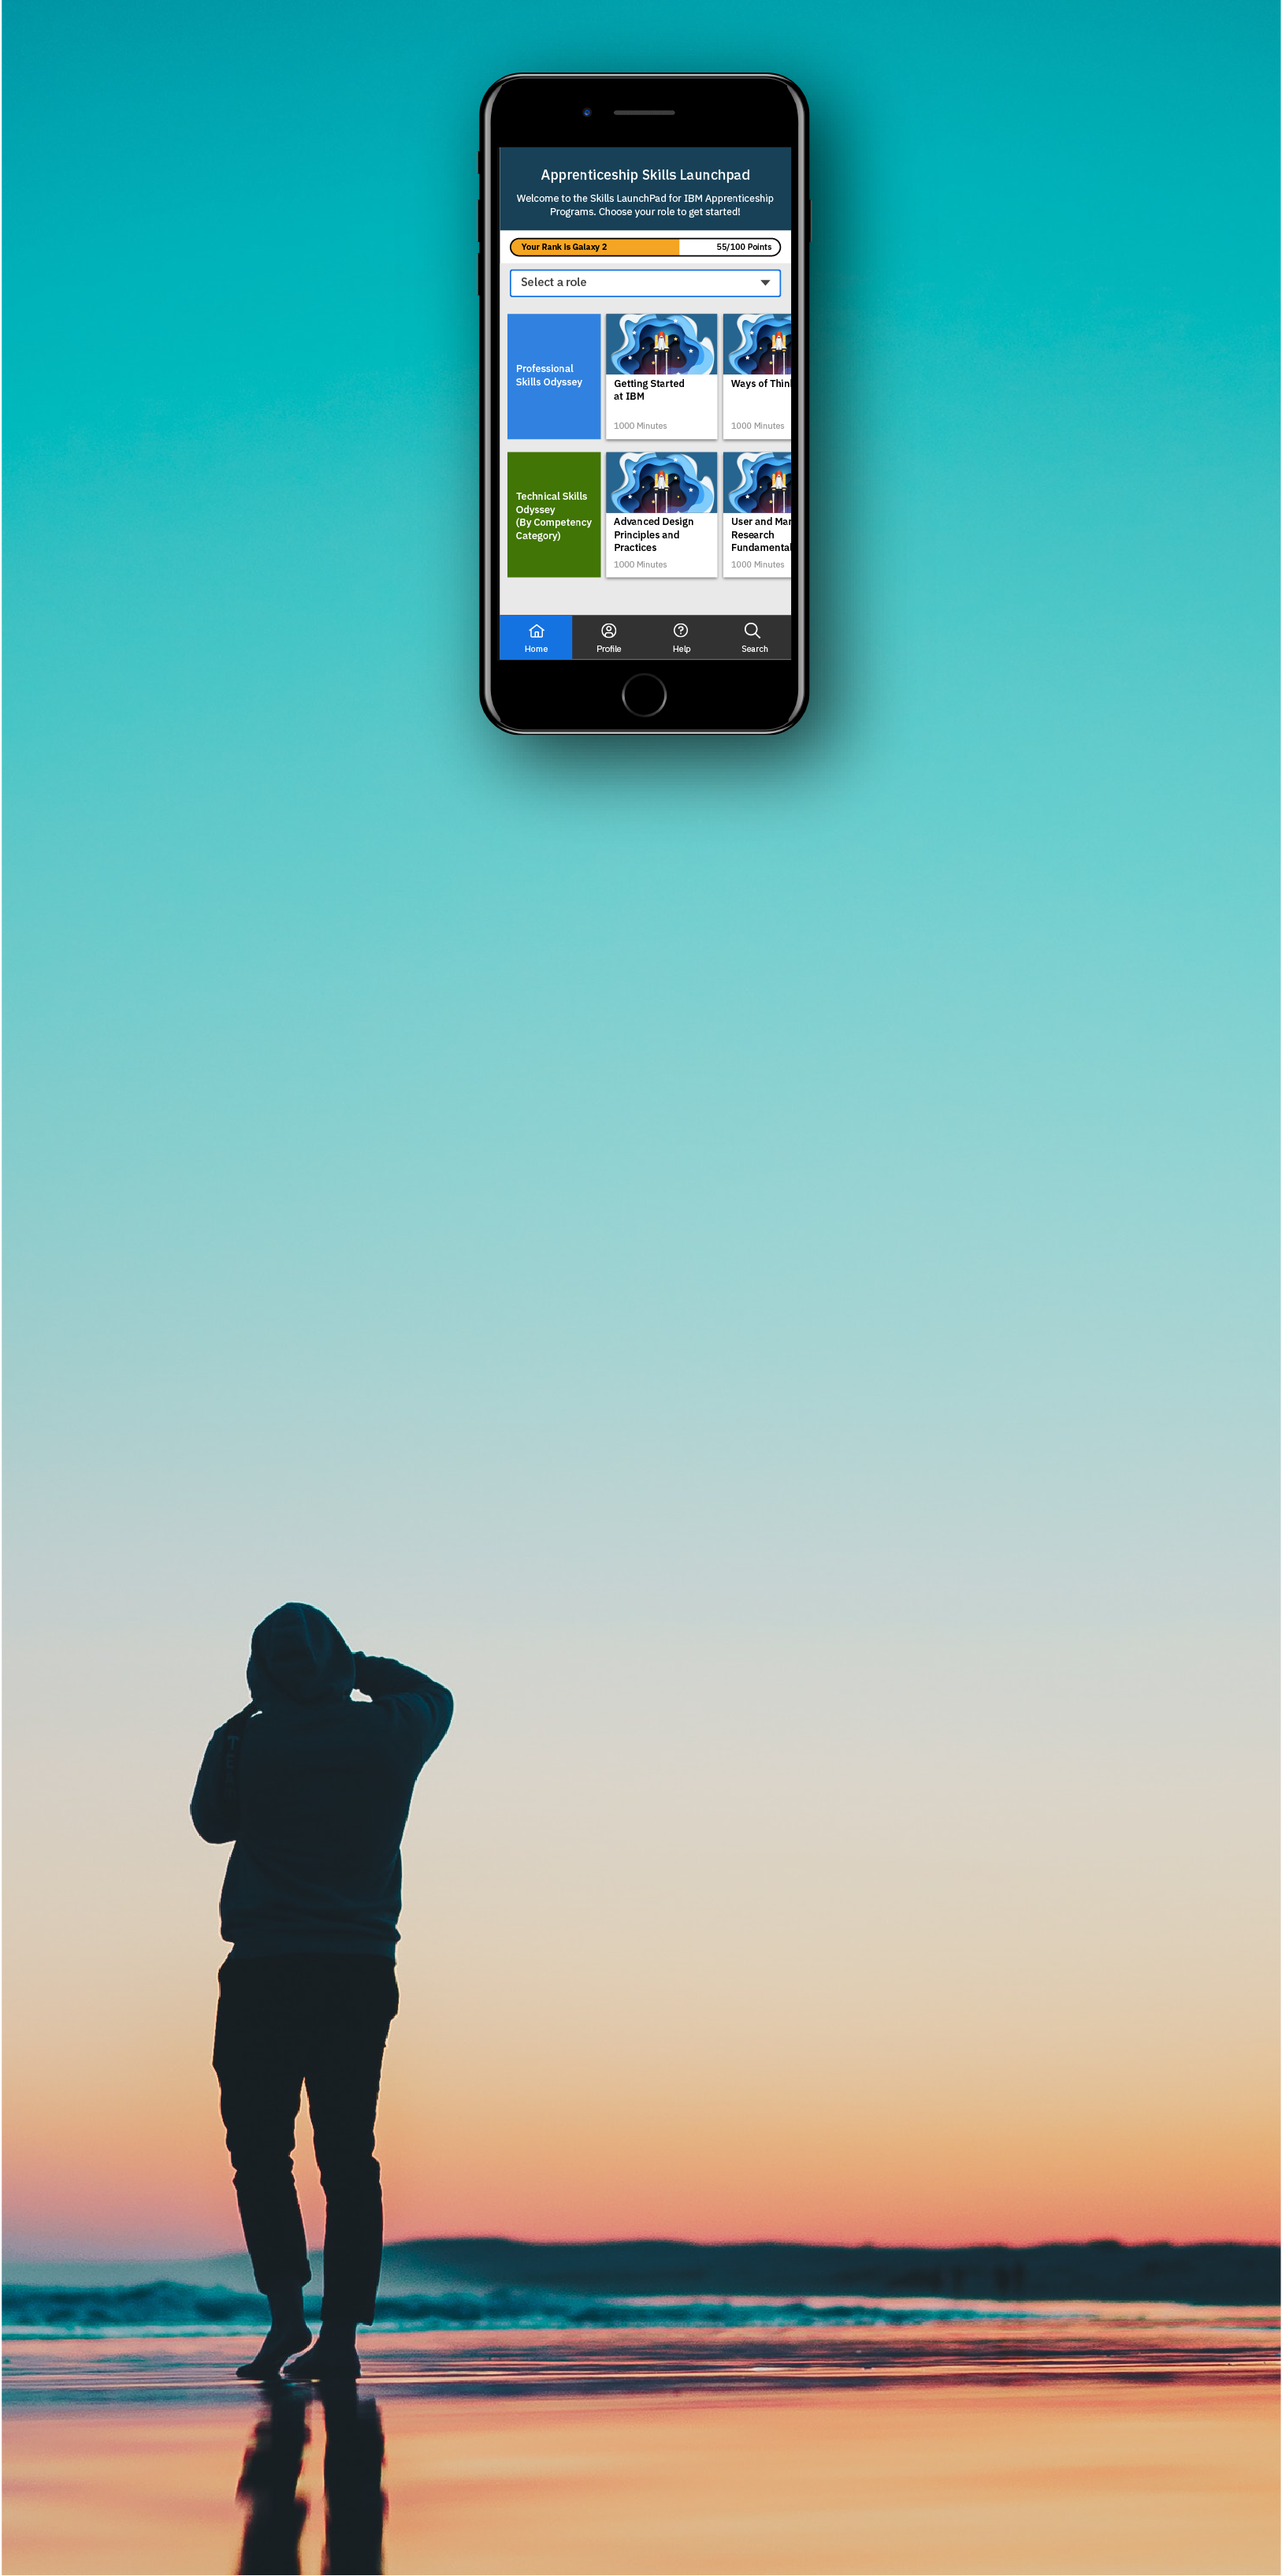 Apprenticeship Skills Launchpad
Welcome to the Skills LaunchPad for IBM Apprenticeship
Programs. Choose your role to get started!
Your Rank is Galaxy 2
55/100 Points
Select a role
Professional
Skills Odyssey
Getting Started
at IBM
1000 Minutes
Ways of Thin
1000 Minutes
Technical Skills
Odyssey
(By Competency
Category)
Advanced Design
Principles and
Practices
1000 Minutes
User and Mar
Research
Fundamental
1000 Minutes
Home
Profile
Help
Search